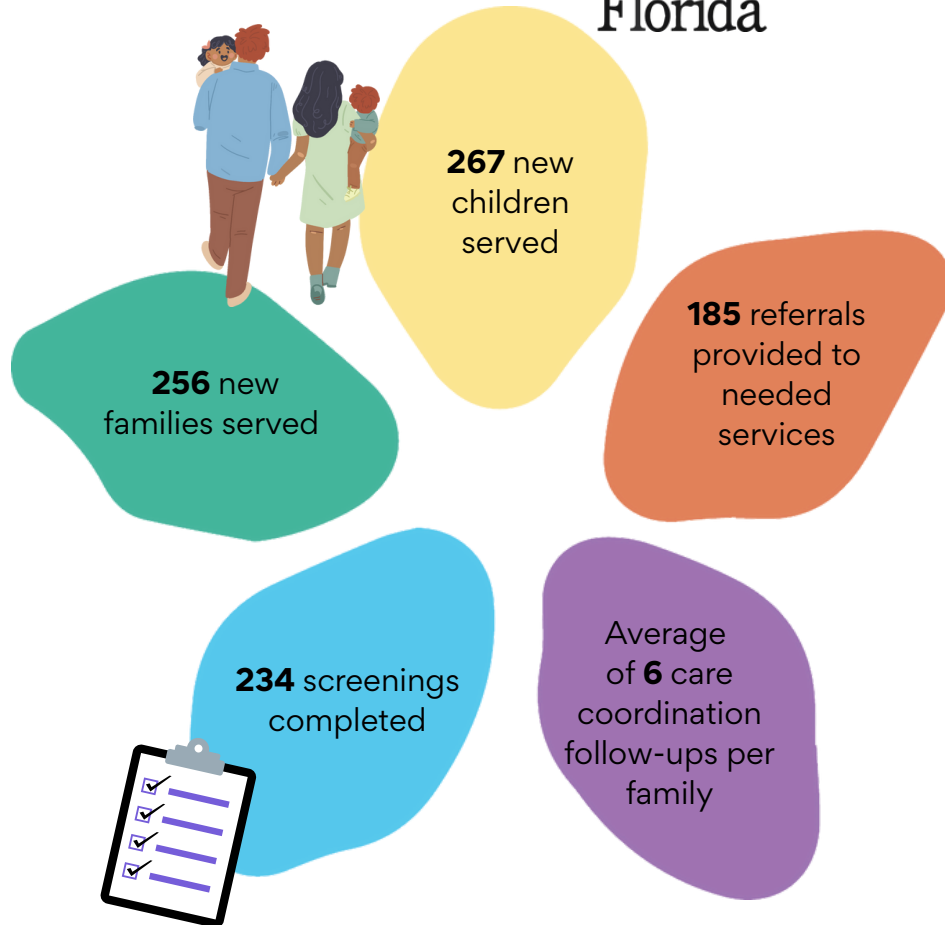 Florida
267 new
children
served
185 referrals
provided to
needed
services
256 new
families served
234 screenings
completed
Average
of 6 care
coordination
follow-ups per
family